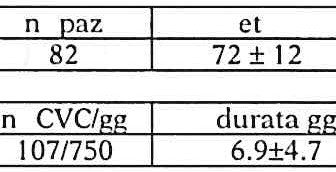 n paz et
82 72 ± 12
n CVC/gg durata gg
107/750 6.9±4.7